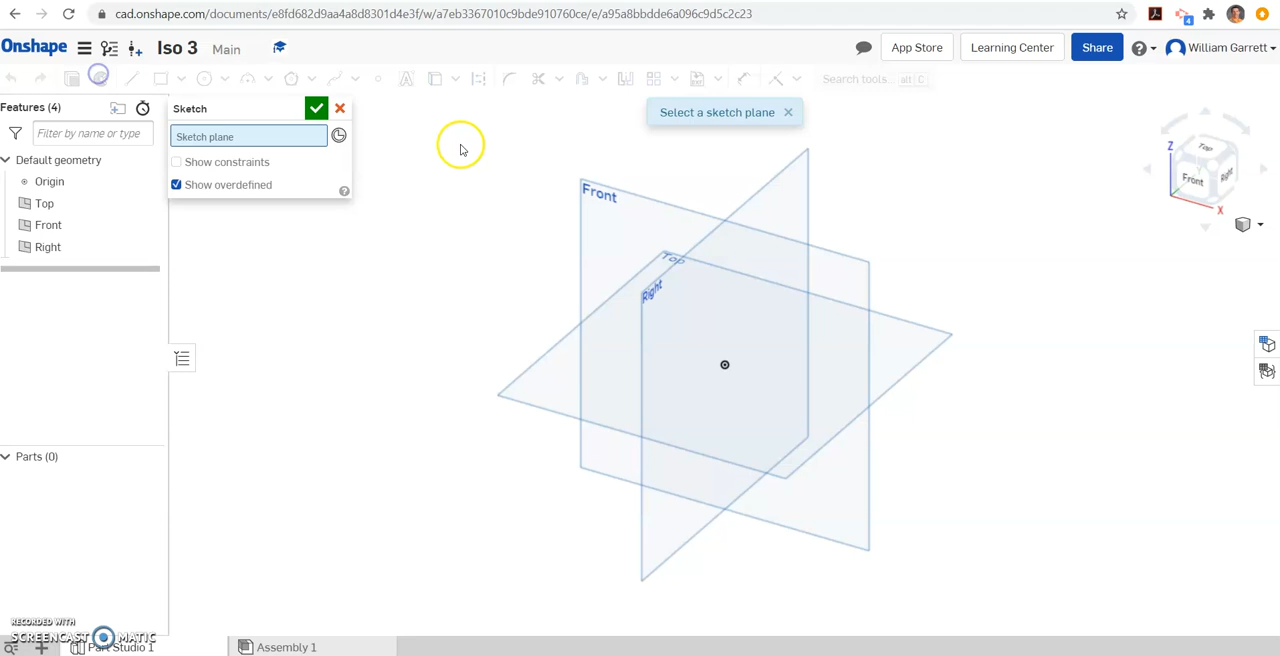 cad.onshape.com/documents/e8fd682d9aa4a8d8301d4e3f/w/a7eb3367010c9bde910760ce/e/a95a8bbdde6a096c9d5c2c23
4
Onshape Iso 3 Main App Store Learning Center Share William Garrett
Search tools... alt C
Features (4) Sketch Select a sketch plane
Filter by name or type Sketch plane
Default geometry Show constraints
Origin Show overdefined
Top
Front
Right
Front
Top
Right
Top
Front
Right
Z
Y
X
Parts (0)
RECORDED WITH
SCREENCAST MATIC
Part Studio 1 Assembly 1